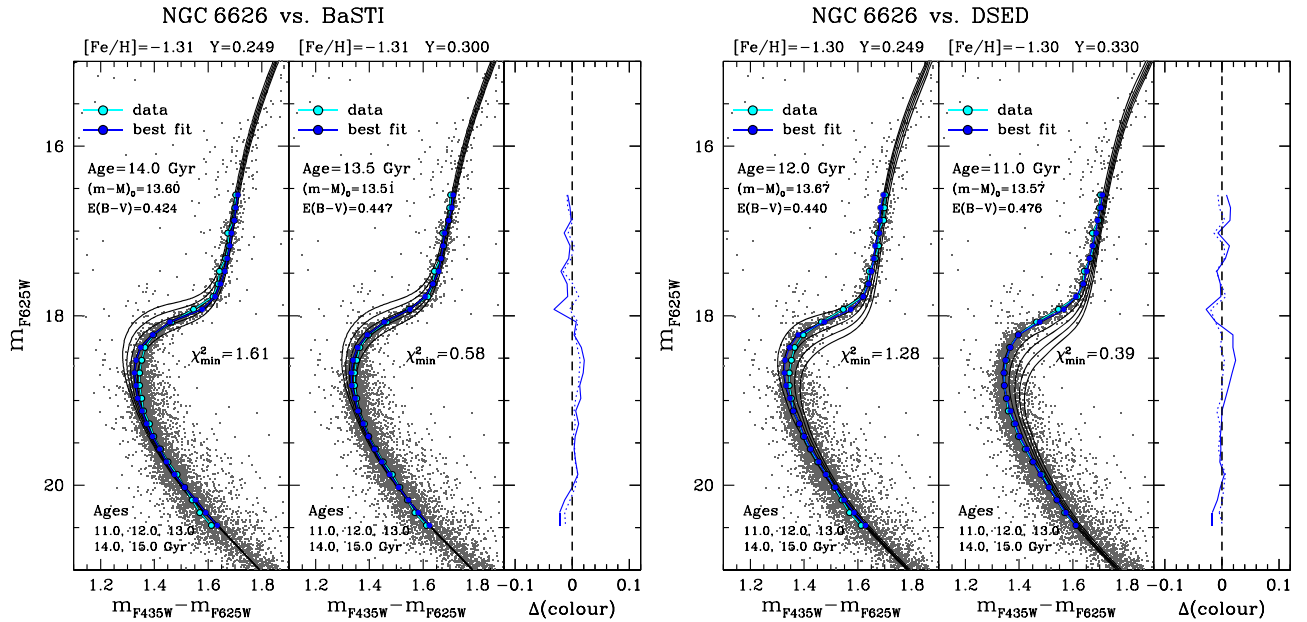 NGC 6626 vs. BaSTI
NGC 6626 vs. DSED
[Fe/H]=−1.31 Y=0.249
[Fe/H]=−1.31 Y=0.300
[Fe/H]=−1.30 Y=0.249
[Fe/H]=−1.30 Y=0.330
data
best fit
Age=14.0 Gyr
(m−M)₀=13.60
E(B−V)=0.424
χ²min=1.61
Ages
11.0, 12.0, 13.0
14.0, 15.0 Gyr
data
best fit
Age=13.5 Gyr
(m−M)₀=13.51
E(B−V)=0.447
χ²min=0.58
Ages
11.0, 12.0, 13.0
14.0, 15.0 Gyr
data
best fit
Age=12.0 Gyr
(m−M)₀=13.67
E(B−V)=0.440
χ²min=1.28
Ages
11.0, 12.0, 13.0
14.0, 15.0 Gyr
data
best fit
Age=11.0 Gyr
(m−M)₀=13.57
E(B−V)=0.476
χ²min=0.39
Ages
11.0, 12.0, 13.0
14.0, 15.0 Gyr
16
18
20
mF625W
16
18
20
mF625W
1.2 1.4 1.6 1.8
1.2 1.4 1.6 1.8
−0.1 0 0.1
1.2 1.4 1.6 1.8
1.2 1.4 1.6 1.8
−0.1 0 0.1
mF435W−mF625W
mF435W−mF625W
Δ(colour)
mF435W−mF625W
mF435W−mF625W
Δ(colour)